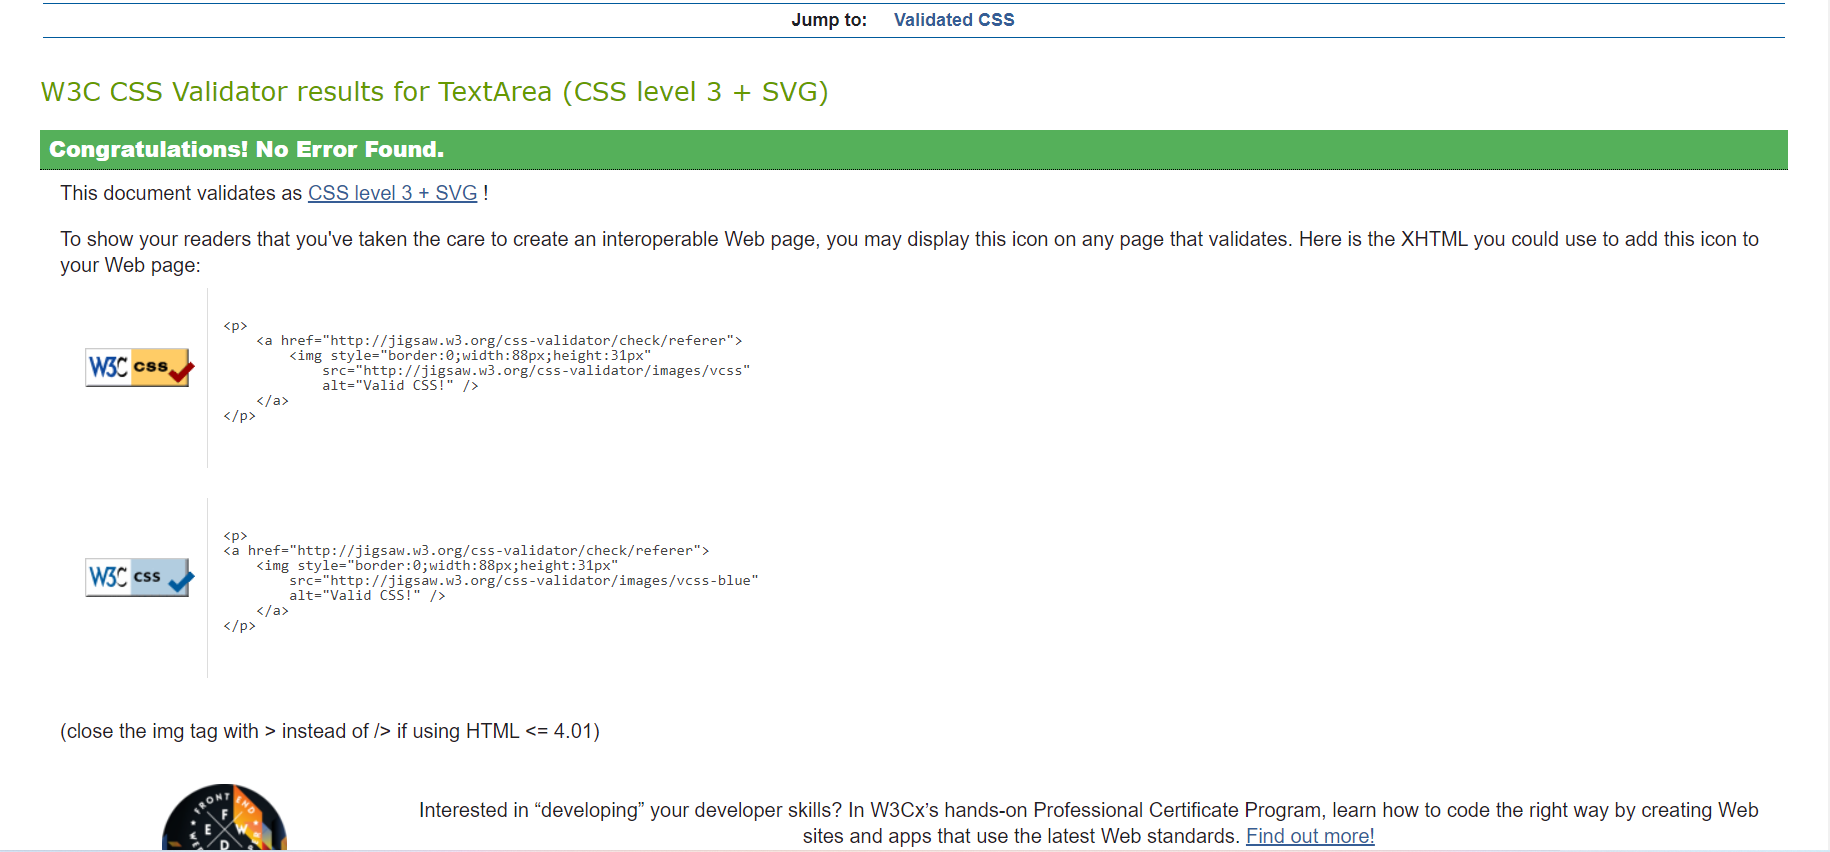 Jump to: Validated CSS
W3C CSS Validator results for TextArea (CSS level 3 + SVG)
Congratulations! No Error Found.
This document validates as CSS level 3 + SVG !
To show your readers that you've taken the care to create an interoperable Web page, you may display this icon on any page that validates. Here is the XHTML you could use to add this icon to
your Web page:
W3C css
<p>
<a href="http://jigsaw.w3.org/css-validator/check/referer">
<img style="border:0;width:88px;height:31px"
src="http://jigsaw.w3.org/css-validator/images/vcss"
alt="Valid CSS!" />
</a>
</p>
W3C css
<p>
<a href="http://jigsaw.w3.org/css-validator/check/referer">
<img style="border:0;width:88px;height:31px"
src="http://jigsaw.w3.org/css-validator/images/vcss-blue"
alt="Valid CSS!" />
</a>
</p>
(close the img tag with > instead of /> if using HTML <= 4.01)
FRONT END
F
E W
D
Interested in “developing” your developer skills? In W3Cx’s hands-on Professional Certificate Program, learn how to code the right way by creating Web
sites and apps that use the latest Web standards. Find out more!